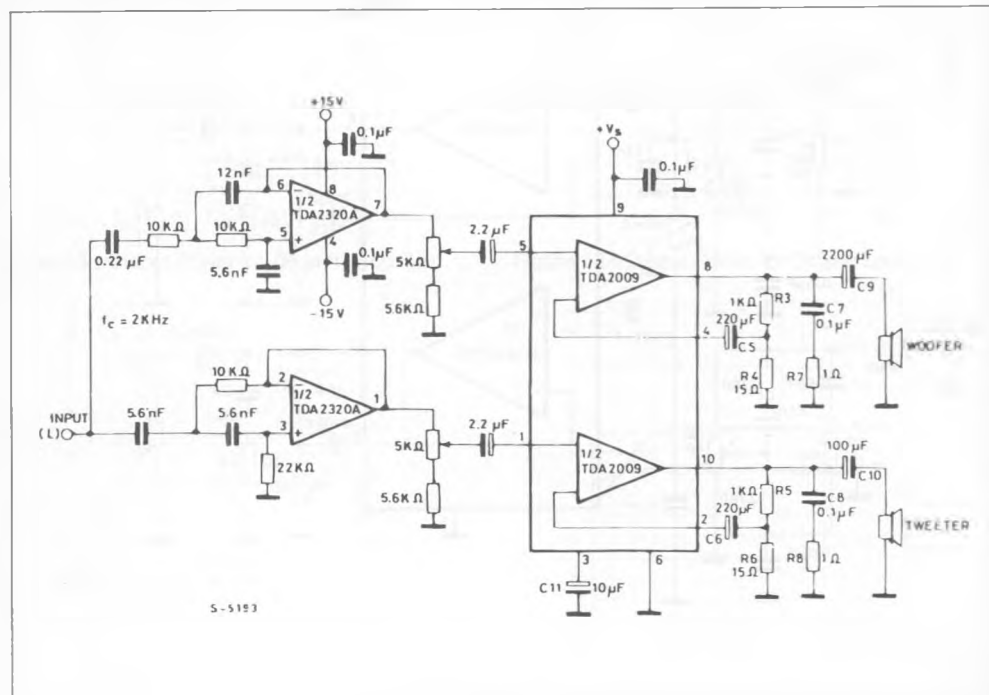 +15V
0,1µF
12nF
6
8
7
1/2
TDA2320A
10KΩ
10KΩ
5
4
0.22µF
5.6nF
0.1µF
-15V
5KΩ
5.6KΩ
2.2µF
fc = 2KHz
10KΩ
2
1/2
TDA2320A
1
INPUT
(L)
5.6nF
5.6nF
3
22KΩ
5KΩ
5.6KΩ
2.2µF
+Vs
0.1µF
9
5
1/2
TDA2009
8
4
220µF
C5
1KΩ
R3
R4
15Ω
C7
0.1µF
R7
1Ω
2200µF
C9
WOOFER
1
1/2
TDA2009
10
2
220µF
C6
1KΩ
R5
R6
15Ω
C8
0.1µF
R8
1Ω
100µF
C10
TWEETER
3
6
C11
10µF
S-5193